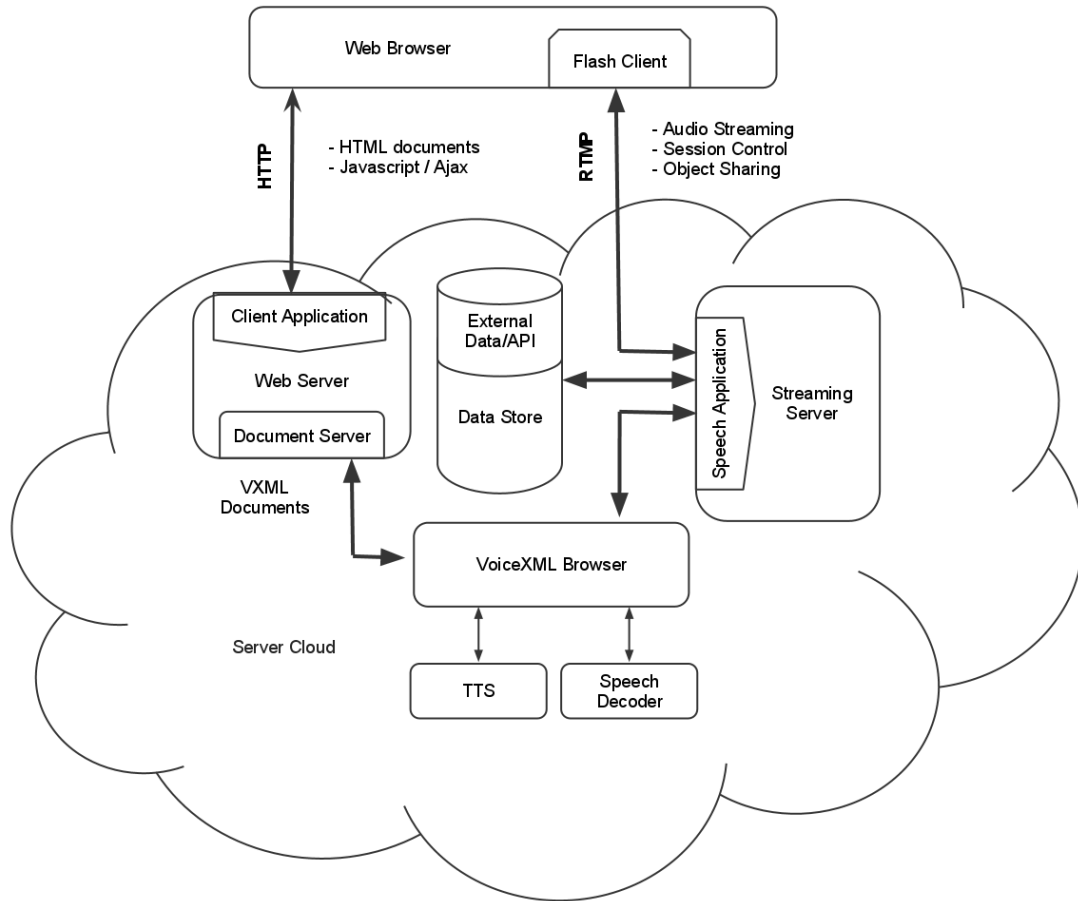 Web Browser
Flash Client
HTTP
- HTML documents
- Javascript / Ajax
RTMP
- Audio Streaming
- Session Control
- Object Sharing
Client Application
Web Server
Document Server
External
Data/API
Data Store
Speech Application
Streaming
Server
VXML
Documents
VoiceXML Browser
Server Cloud
TTS
Speech
Decoder